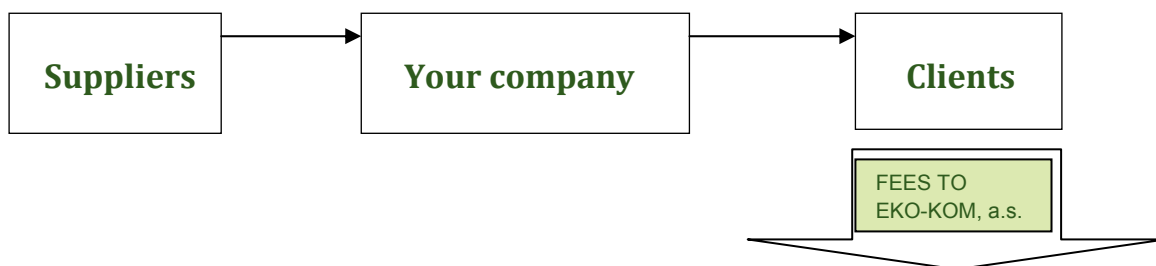 Suppliers
Your company
Clients
FEES TO
EKO-KOM, a.s.